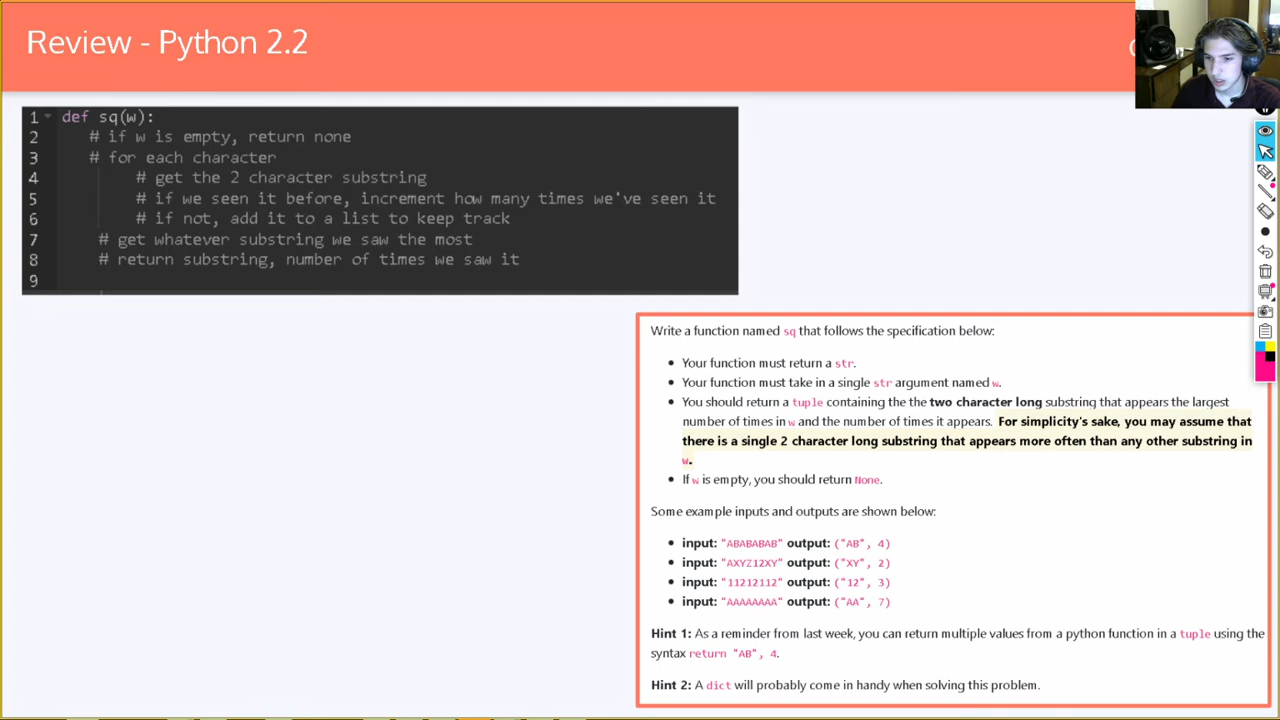 Review - Python 2.2
1 def sq(w):
2 # if w is empty, return none
3 # for each character
4 # get the 2 character substring
5 # if we seen it before, increment how many times we've seen it
6 # if not, add it to a list to keep track
7 # get whatever substring we saw the most
8 # return substring, number of times we saw it
9
Write a function named sq that follows the specification below:
• Your function must return a str.
• Your function must take in a single str argument named w.
• You should return a tuple containing the the two character long substring that appears the largest
number of times in w and the number of times it appears. For simplicity's sake, you may assume that
there is a single 2 character long substring that appears more often than any other substring in
w.
• If w is empty, you should return None.
Some example inputs and outputs are shown below:
• input: "ABABABAB" output: ("AB", 4)
• input: "AXYZ12XY" output: ("XY", 2)
• input: "11212112" output: ("12", 3)
• input: "AAAAAAAA" output: ("AA", 7)
Hint 1: As a reminder from last week, you can return multiple values from a python function in a tuple using the
syntax return "AB", 4.
Hint 2: A dict will probably come in handy when solving this problem.